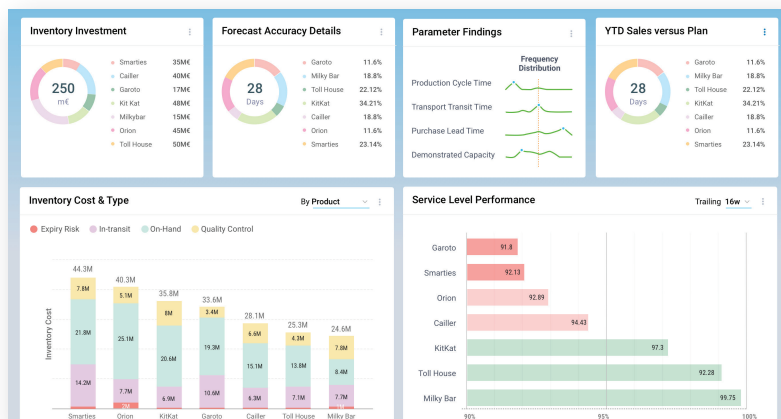 Inventory Investment
250
m€
Smarties 35M€
Cailler 40M€
Garoto 17M€
Kit Kat 48M€
Milkybar 15M€
Orion 45M€
Toll House 50M€
Forecast Accuracy Details
28
Days
Garoto 11.6%
Milky Bar 18.8%
Toll House 22.12%
KitKat 34.21%
Cailler 18.8%
Orion 11.6%
Smarties 23.14%
Parameter Findings
Frequency
Distribution
Production Cycle Time
Transport Transit Time
Purchase Lead Time
Demonstrated Capacity
YTD Sales versus Plan
28
Days
Garoto 11.6%
Milky Bar 18.8%
Toll House 22.12%
KitKat 34.21%
Cailler 18.8%
Orion 11.6%
Smarties 23.14%
Inventory Cost & Type
By Product
Expiry Risk In-transit On-Hand Quality Control
Inventory Cost
44.3M
7.8M
21.8M
14.2M
Smarties
40.3M
5.1M
25.1M
7.7M
2M
Orion
35.8M
8M
20.6M
6.9M
KitKat
33.6M
3.4M
19.3M
10.6M
Garoto
28.1M
6.6M
15.1M
6.3M
Cailler
25.3M
4.3M
13.8M
7.1M
Toll House
24.6M
7.8M
8.4M
7.7M
Milky Bar
Service Level Performance
Trailing 16w
Garoto 91.8
Smarties 92.13
Orion 92.89
Cailler 94.43
KitKat 97.3
Toll House 92.28
Milky Bar 99.75
90% 95% 100%